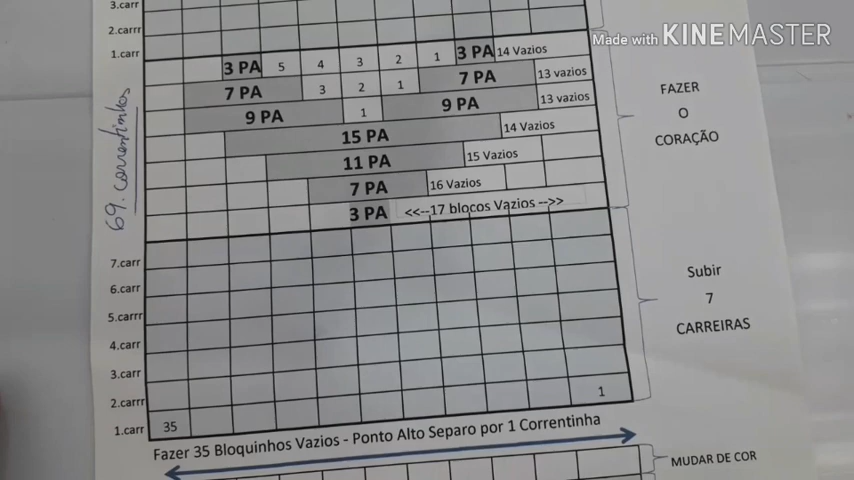 3.carr
2.carrr
1.carr
Made with KINEMASTER
3 PA 5 4 3 2 1 3 PA 14 Vazios
7 PA 3 2 1 7 PA 13 vazios
9 PA 1 9 PA 13 vazios
15 PA 14 Vazios
11 PA 15 Vazios
7 PA 16 Vazios
3 PA <<--17 blocos Vazios -->>
69. correntinhas
FAZER
O
CORAÇÃO
7.carr
6.carr
5.carrr
4.carr
3.carr
2.carrr
1.carr
35
1
Subir
7
CARREIRAS
Fazer 35 Bloquinhos Vazios - Ponto Alto Separo por 1 Correntinha
MUDAR DE COR